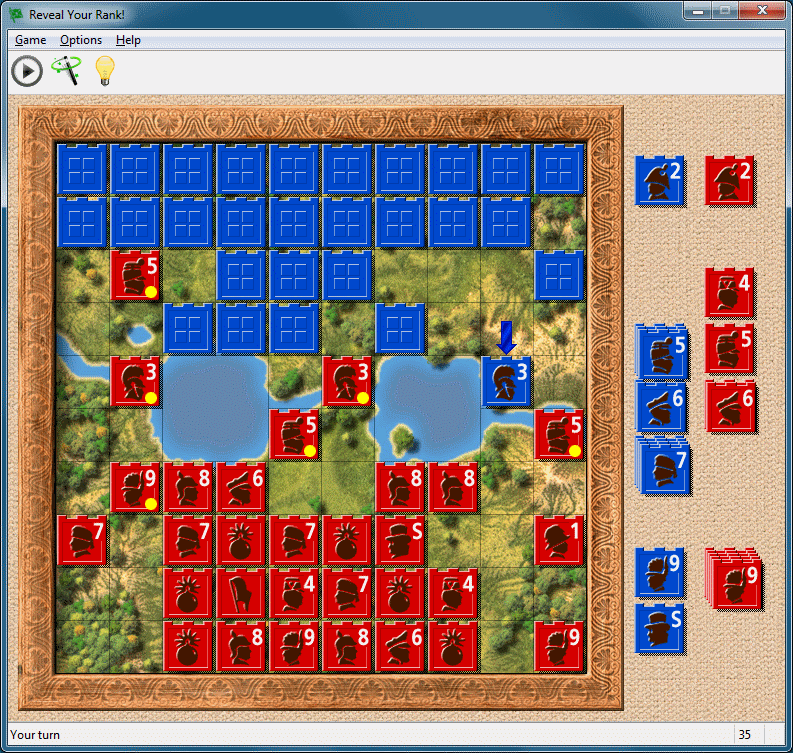 Reveal Your Rank!
Game Options Help
2 2
5
4
5 5
3 3 3
6 6
5 5
9 8 6 8 8
7
7 7 7 S 1
9 9
4 7 4
S
8 9 8 6 9
Your turn 35